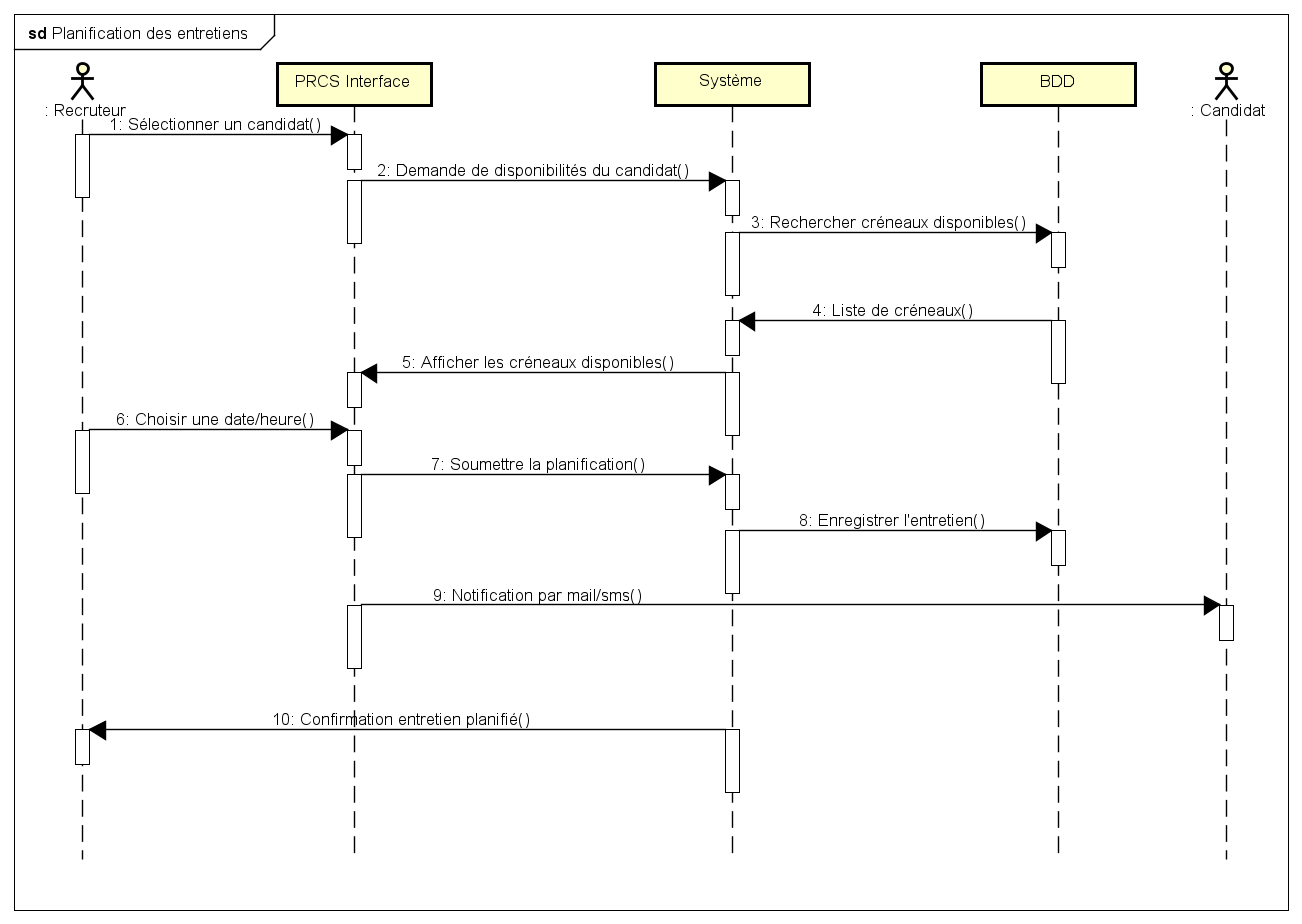 sd Planification des entretiens
: Recruteur
PRCS Interface
Système
BDD
: Candidat
1: Sélectionner un candidat()
2: Demande de disponibilités du candidat()
3: Rechercher créneaux disponibles()
4: Liste de créneaux()
5: Afficher les créneaux disponibles()
6: Choisir une date/heure()
7: Soumettre la planification()
8: Enregistrer l'entretien()
9: Notification par mail/sms()
10: Confirmation entretien planifié()